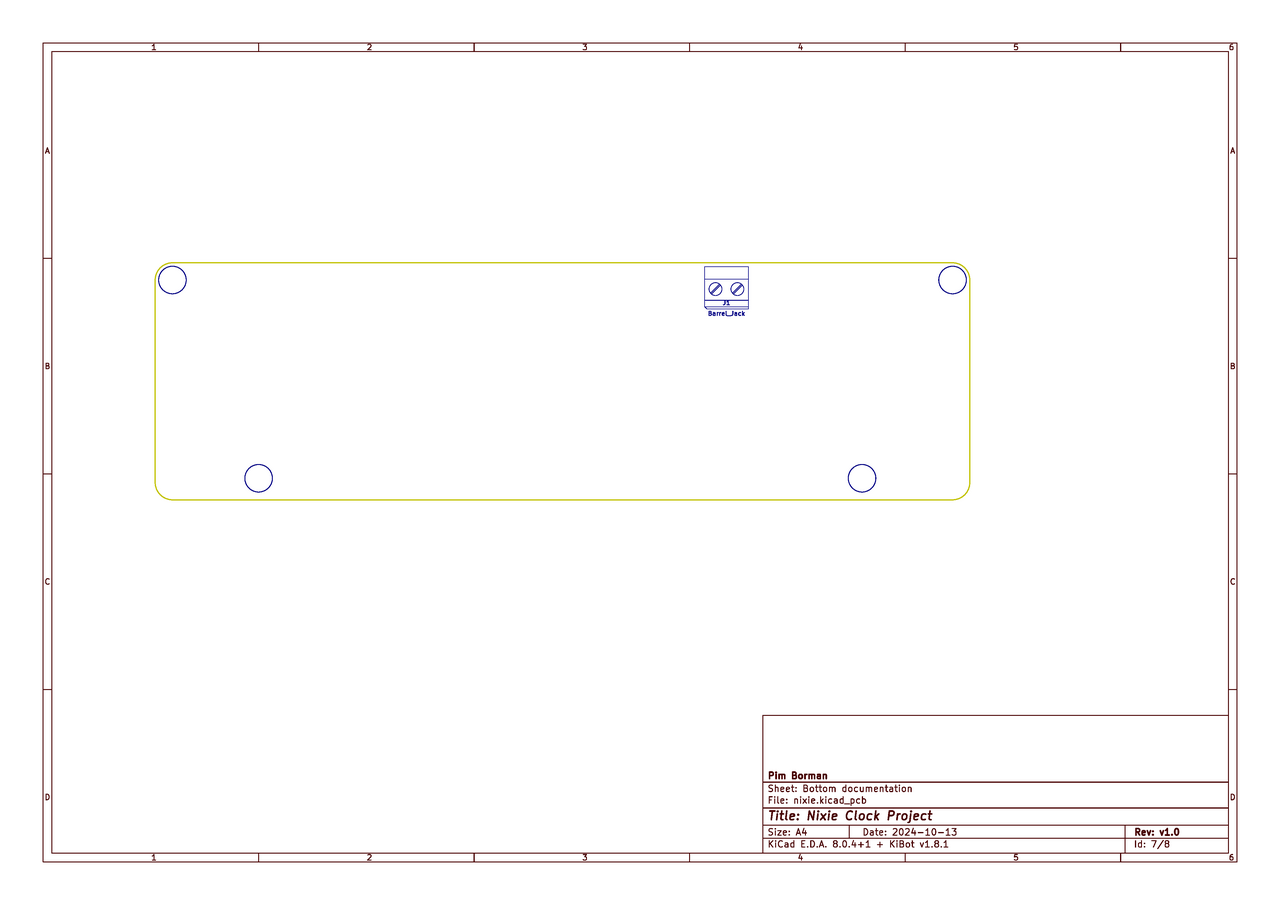 1 2 3 4 5 6
A A
J1
Barrel_Jack
B B
C C
Pim Borman
Sheet: Bottom documentation
File: nixie.kicad_pcb
D D
Title: Nixie Clock Project
Size: A4 Date: 2024-10-13 Rev: v1.0
KiCad E.D.A. 8.0.4+1 + KiBot v1.8.1 Id: 7/8
1 2 3 4 5 6